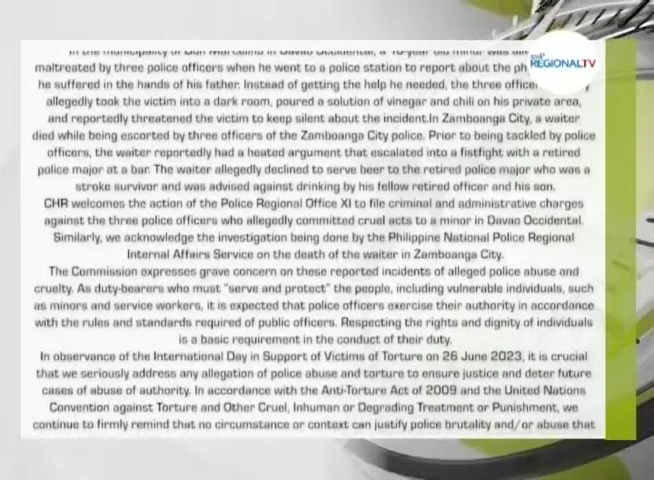 In the municipality of Don Marcelino in Davao Occidental, a
maltreated by three police officers when he went to a police station to report about the
he suffered in the hands of his father. Instead of getting the help he needed, the three
allegedly took the victim into a dark room, poured a solution of vinegar and chili on his private area,
and reportedly threatened the victim to keep silent about the incident.In Zamboanga City, a waiter
died while being escorted by three officers of the Zamboanga City police. Prior to being tackled by police
officers, the waiter reportedly had a heated argument that escalated into a fistfight with a retired
police major at a bar. The waiter allegedly declined to serve beer to the retired police major who was a
stroke survivor and was advised against drinking by his fellow retired officer and his son.
CHR welcomes the action of the Police Regional Office XI to file criminal and administrative charges
against the three police officers who allegedly committed cruel acts to a minor in Davao Occidental.
Similarly, we acknowledge the investigation being done by the Philippine National Police Regional
Internal Affairs Service on the death of the waiter in Zamboanga City.
The Commission expresses grave concern on these reported incidents of alleged police abuse and
cruelty. As duty-bearers who must "serve and protect" the people, including vulnerable individuals, such
as minors and service workers, it is expected that police officers exercise their authority in accordance
with the rules and standards required of public officers. Respecting the rights and dignity of individuals
is a basic requirement in the conduct of their duty.
In observance of the International Day in Support of Victims of Torture on 26 June 2023, it is crucial
that we seriously address any allegation of police abuse and torture to ensure justice and deter future
cases of abuse of authority. In accordance with the Anti-Torture Act of 2009 and the United Nations
Convention against Torture and Other Cruel, Inhuman or Degrading Treatment or Punishment, we
continue to firmly remind that no circumstance or context can justify police brutality and/or abuse that
REGIONALTV